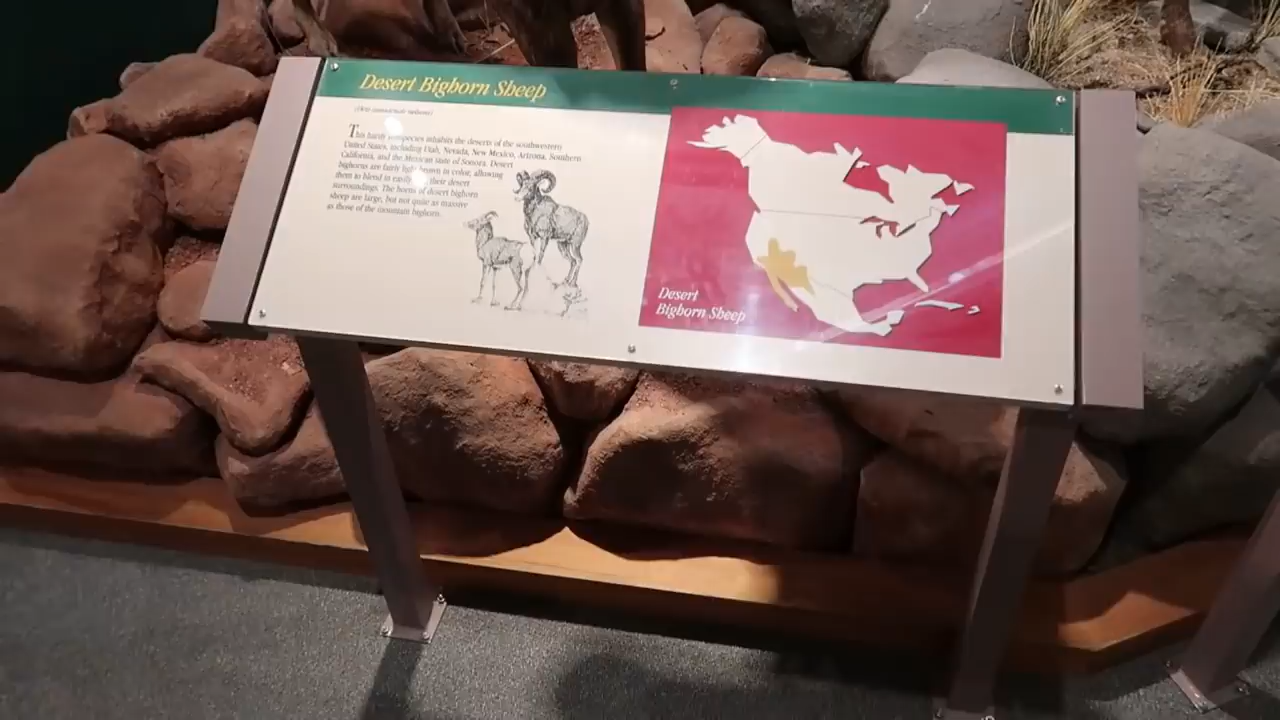 Desert Bighorn Sheep
This hardy subspecies inhabits the deserts of the southwestern
United States, including Utah, Nevada, New Mexico, Arizona, Southern
California, and the Mexican state of Sonora. Desert
bighorns are fairly light brown in color, allowing
them to blend in easily their desert
surroundings. The horns of desert bighorn
sheep are large, but not quite as massive
as those of the mountain bighorn.
Desert
Bighorn Sheep